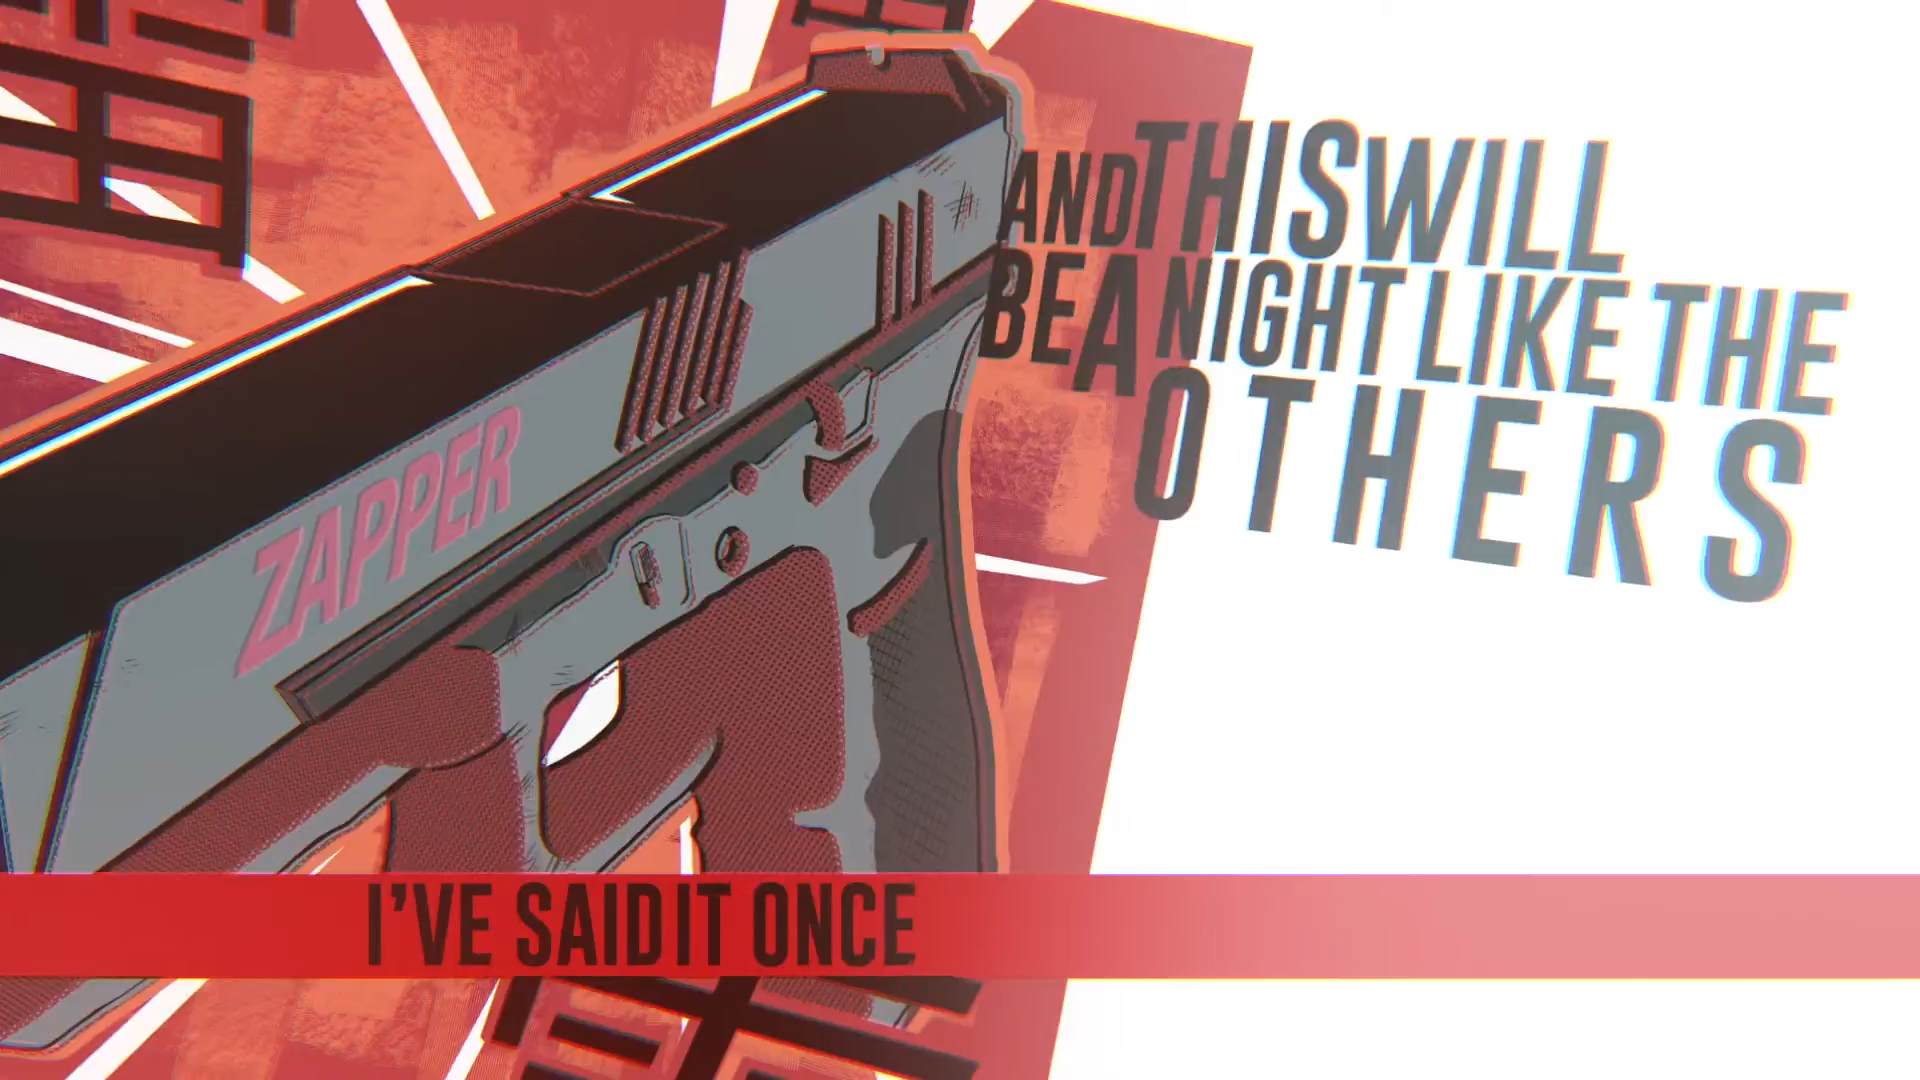 AND THIS WILL
BE A NIGHT LIKE THE
OTHERS
ZAPPER
I'VE SAID IT ONCE